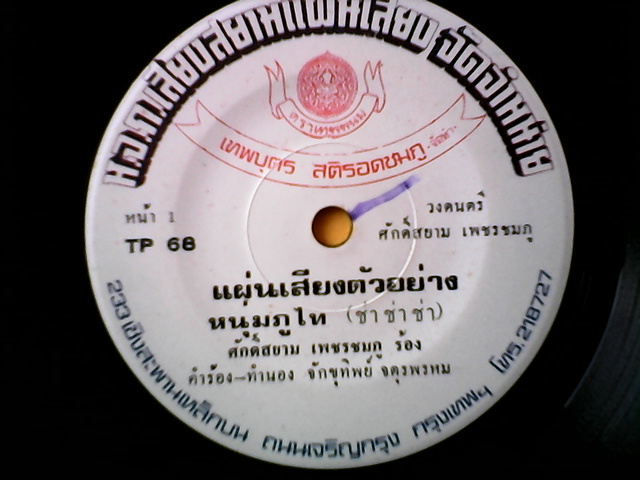 น.อ.ท. เสียงสยามแผ่นเสียง จัดจำหน่าย
ตราเทพพนม
เทพบุตร สติรอดชมภู -จัดทำ-
หน้า 1
TP 68
วงดนตรี
ศักดิ์สยาม เพชรชมภู
แผ่นเสียงตัวอย่าง
หนุ่มภูไท (ช่า ช่า ช่า)
ศักดิ์สยาม เพชรชมภู ร้อง
คำร้อง-ทำนอง จักขุทิพย์ จตุรพรหม
233 เชิงสะพานเหล็กบน ถนนเจริญกรุง กรุงเทพฯ โทร.218727